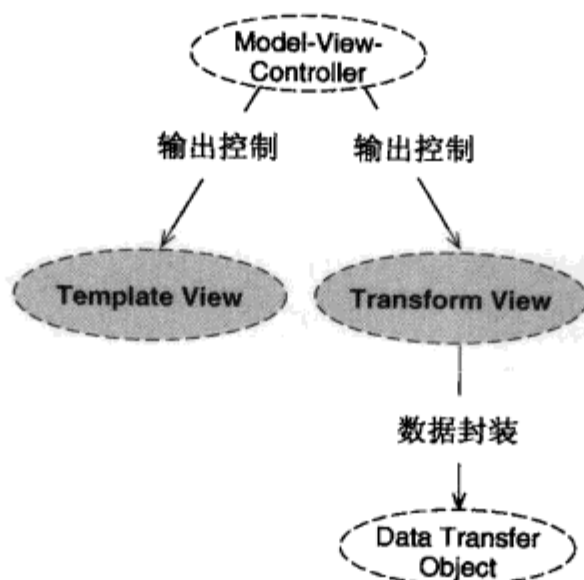 Model-View-
Controller
输出控制
输出控制
Template View
Transform View
数据封装
Data Transfer
Object